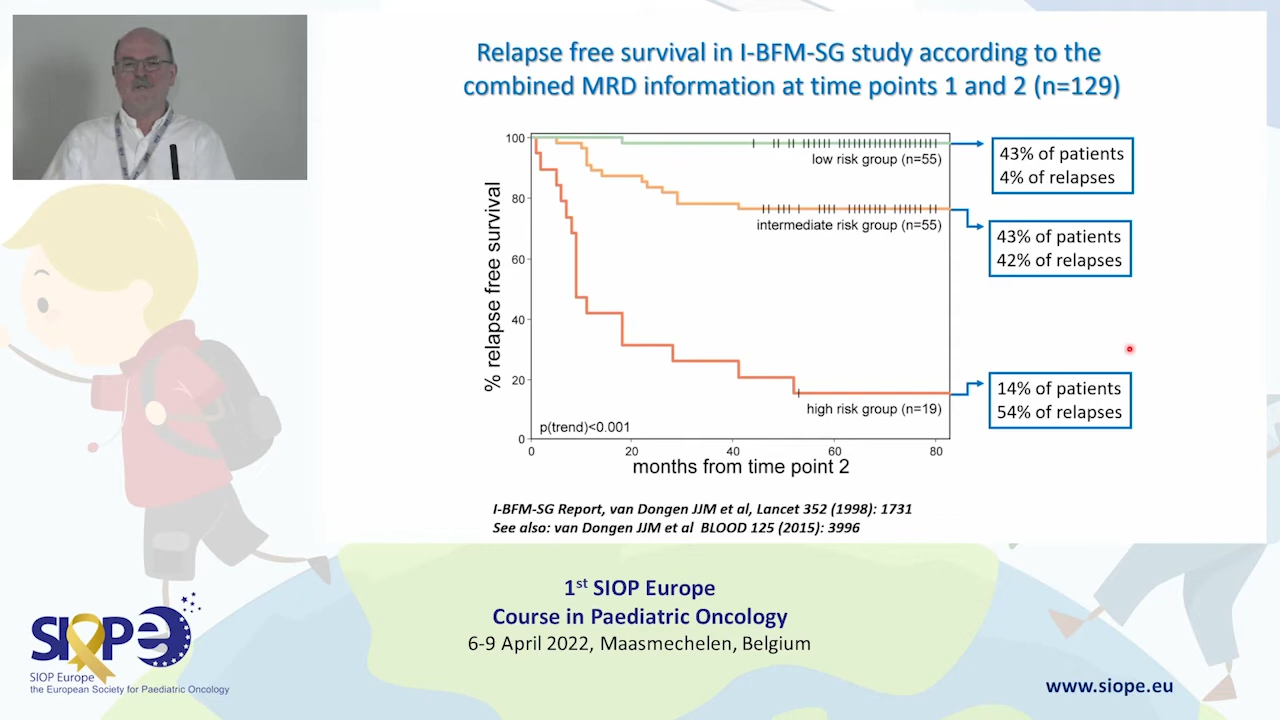 Relapse free survival in I-BFM-SG study according to the
combined MRD information at time points 1 and 2 (n=129)
% relapse free survival
100
80
60
40
20
0
low risk group (n=55)
intermediate risk group (n=55)
high risk group (n=19)
p(trend)<0.001
0
20
40
60
80
months from time point 2
43% of patients
4% of relapses
43% of patients
42% of relapses
14% of patients
54% of relapses
I-BFM-SG Report, van Dongen JJM et al, Lancet 352 (1998): 1731
See also: van Dongen JJM et al BLOOD 125 (2015): 3996
1st SIOP Europe
Course in Paediatric Oncology
6-9 April 2022, Maasmechelen, Belgium
SIOPe
SIOP Europe
the European Society for Paediatric Oncology
www.siope.eu